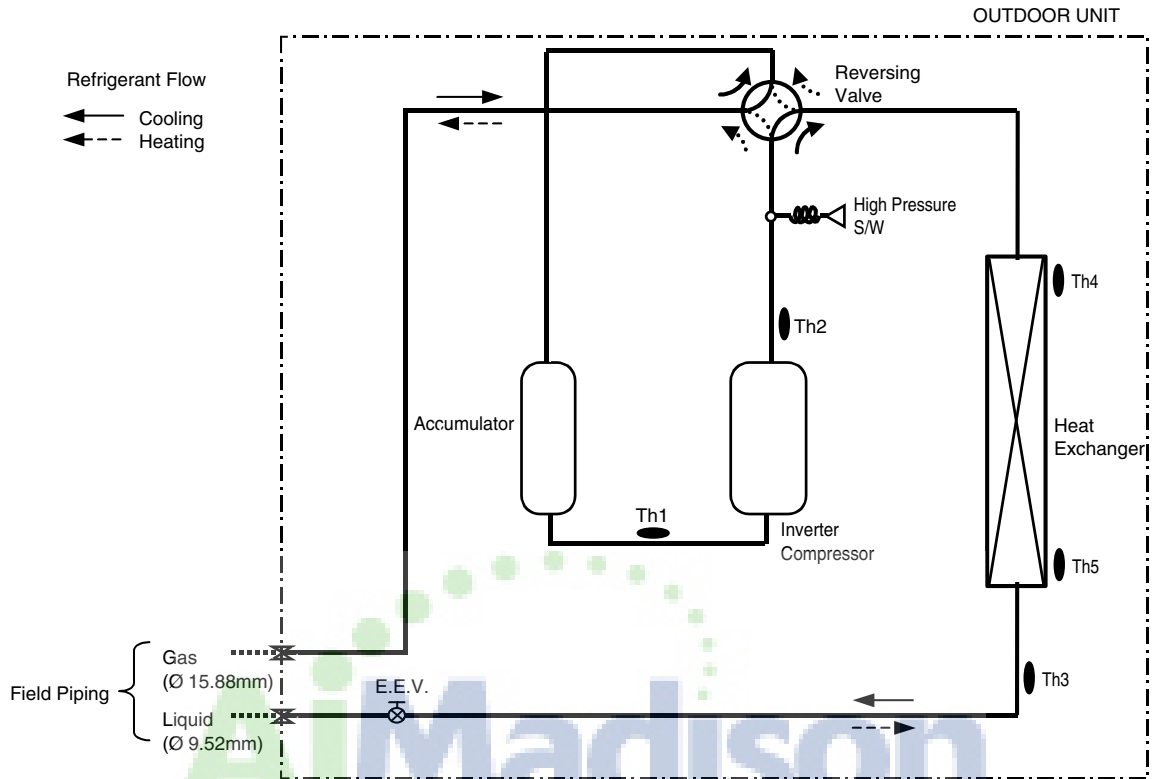 OUTDOOR UNIT
Refrigerant Flow
Cooling
Heating
Reversing
Valve
High Pressure
S/W
Th4
Th2
Accumulator
Heat
Exchanger
Th1
Inverter
Compressor
Th5
Gas
(Ø 15.88mm)
Field Piping
E.E.V.
Th3
Liquid
(Ø 9.52mm)
AjMadison